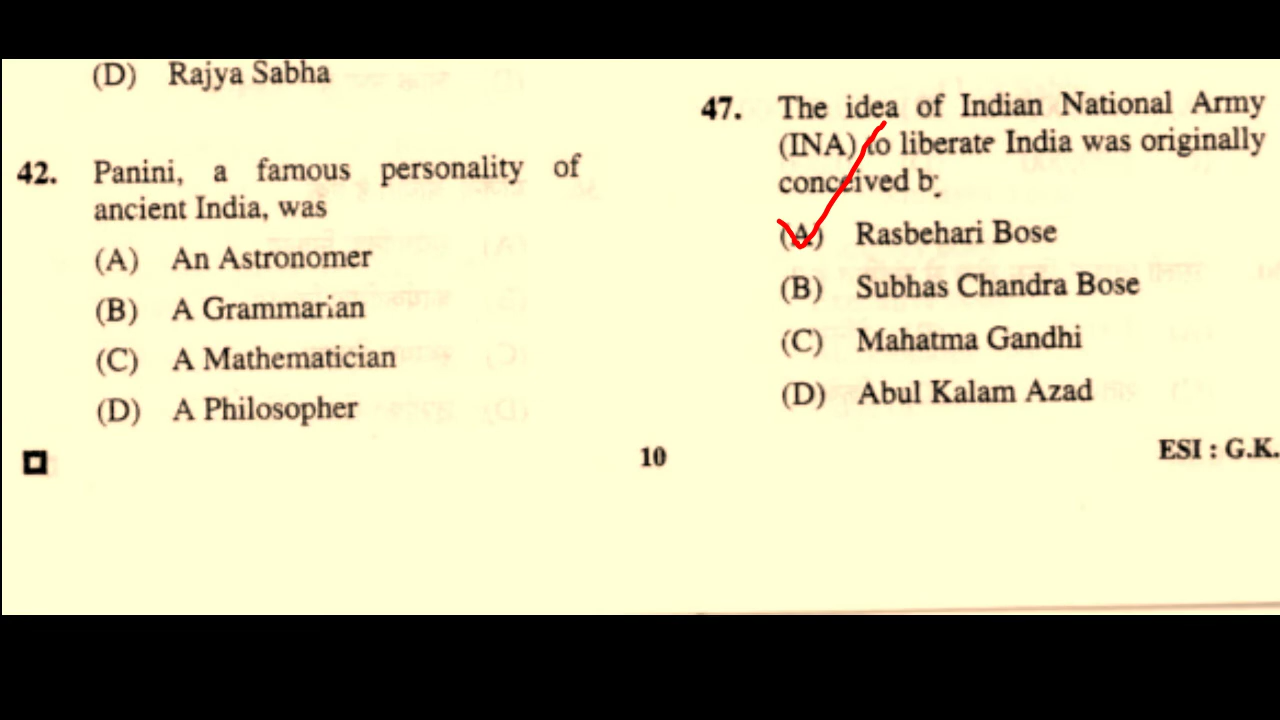 (D) Rajya Sabha
42. Panini, a famous personality of
ancient India, was
(A) An Astronomer
(B) A Grammarian
(C) A Mathematician
(D) A Philosopher
47. The idea of Indian National Army
(INA) to liberate India was originally
conceived b:
(A) Rasbehari Bose
(B) Subhas Chandra Bose
(C) Mahatma Gandhi
(D) Abul Kalam Azad
10
ESI : G.K.